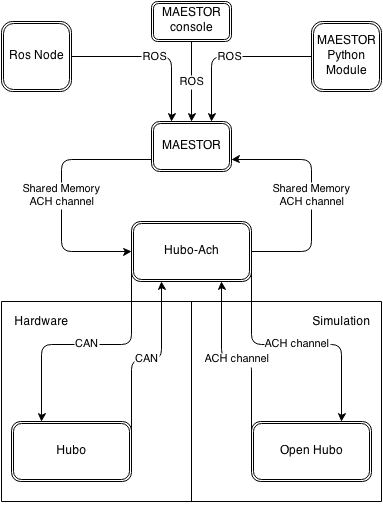 MAESTOR
console
Ros Node
MAESTOR
Python
Module
ROS
ROS
ROS
MAESTOR
Shared Memory
ACH channel
Shared Memory
ACH channel
Hubo-Ach
Hardware
Simulation
CAN
ACH channel
CAN
ACH channel
Hubo
Open Hubo